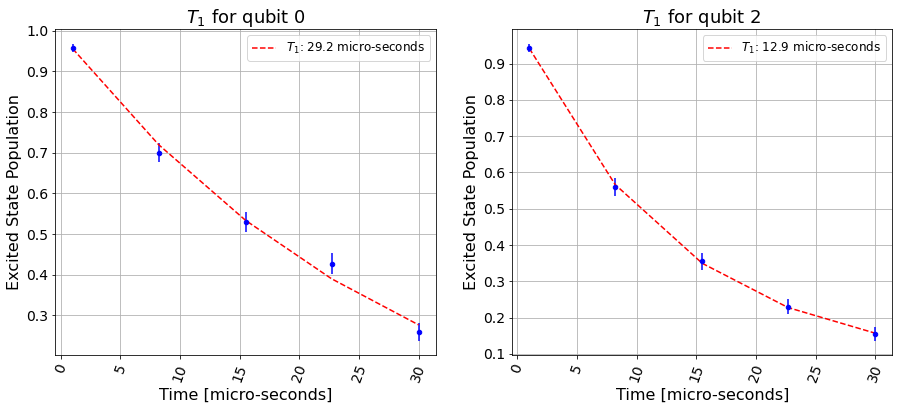 T₁ for qubit 0
T₁: 29.2 micro-seconds
Excited State Population
1.0
0.9
0.8
0.7
0.6
0.5
0.4
0.3
0 5 10 15 20 25 30
Time [micro-seconds]
T₁ for qubit 2
T₁: 12.9 micro-seconds
Excited State Population
0.9
0.8
0.7
0.6
0.5
0.4
0.3
0.2
0.1
0 5 10 15 20 25 30
Time [micro-seconds]